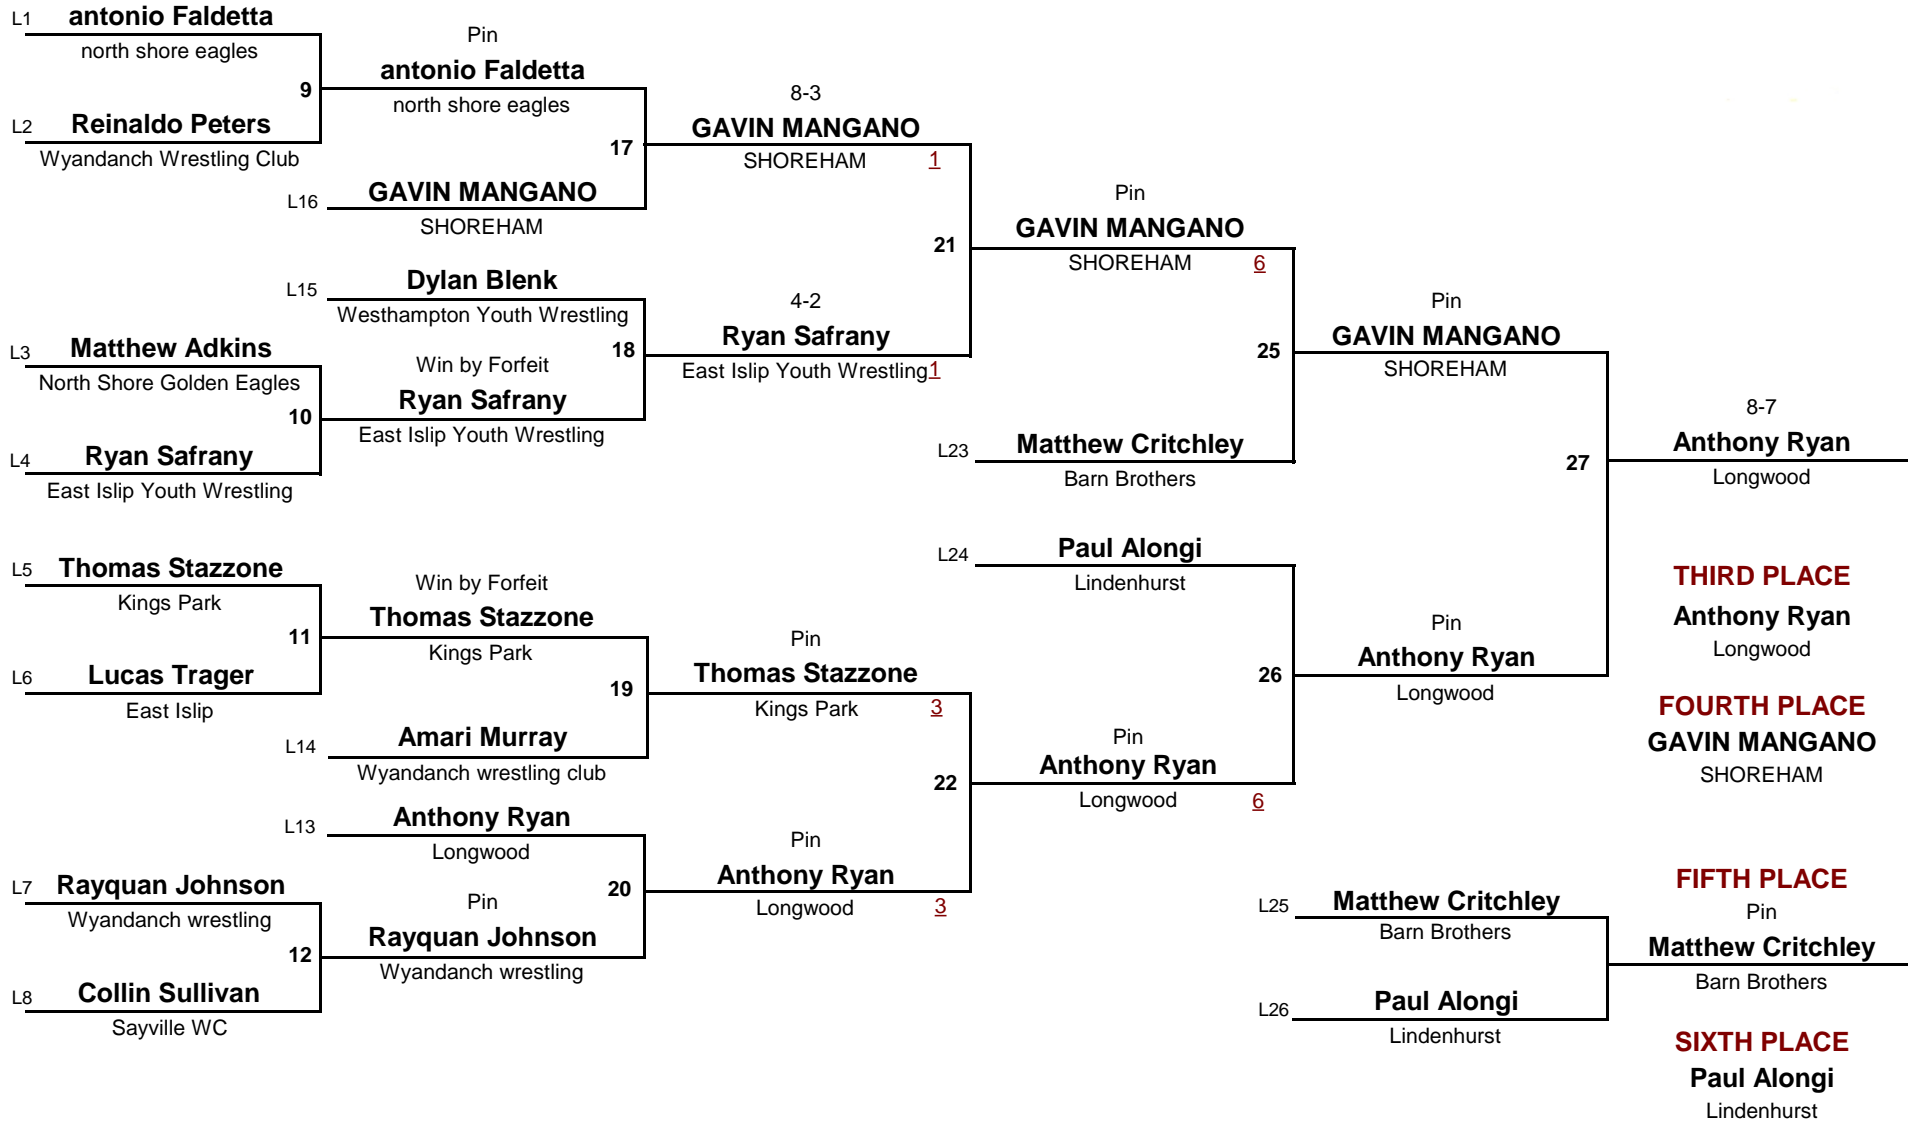 L1 antonio Faldetta
north shore eagles
9
L2 Reinaldo Peters
Wyandanch Wrestling Club
Pin
antonio Faldetta
north shore eagles
17
L16 GAVIN MANGANO
SHOREHAM
8-3
GAVIN MANGANO
SHOREHAM 1
21
L15 Dylan Blenk
Westhampton Youth Wrestling
18
L3 Matthew Adkins
North Shore Golden Eagles
10
L4 Ryan Safrany
East Islip Youth Wrestling
Win by Forfeit
Ryan Safrany
East Islip Youth Wrestling
4-2
Ryan Safrany
East Islip Youth Wrestling 1
Pin
GAVIN MANGANO
SHOREHAM 6
25
L23 Matthew Critchley
Barn Brothers
Pin
GAVIN MANGANO
SHOREHAM
27
8-7
Anthony Ryan
Longwood
L5 Thomas Stazzone
Kings Park
11
L6 Lucas Trager
East Islip
Win by Forfeit
Thomas Stazzone
Kings Park
19
L14 Amari Murray
Wyandanch wrestling club
Pin
Thomas Stazzone
Kings Park 3
22
L13 Anthony Ryan
Longwood
20
L7 Rayquan Johnson
Wyandanch wrestling
12
L8 Collin Sullivan
Sayville WC
Pin
Rayquan Johnson
Wyandanch wrestling
Pin
Anthony Ryan
Longwood 3
L24 Paul Alongi
Lindenhurst
26
Pin
Anthony Ryan
Longwood 6
Pin
Anthony Ryan
Longwood
THIRD PLACE
Anthony Ryan
Longwood
FOURTH PLACE
GAVIN MANGANO
SHOREHAM
L25 Matthew Critchley
Barn Brothers
L26 Paul Alongi
Lindenhurst
FIFTH PLACE
Pin
Matthew Critchley
Barn Brothers
SIXTH PLACE
Paul Alongi
Lindenhurst